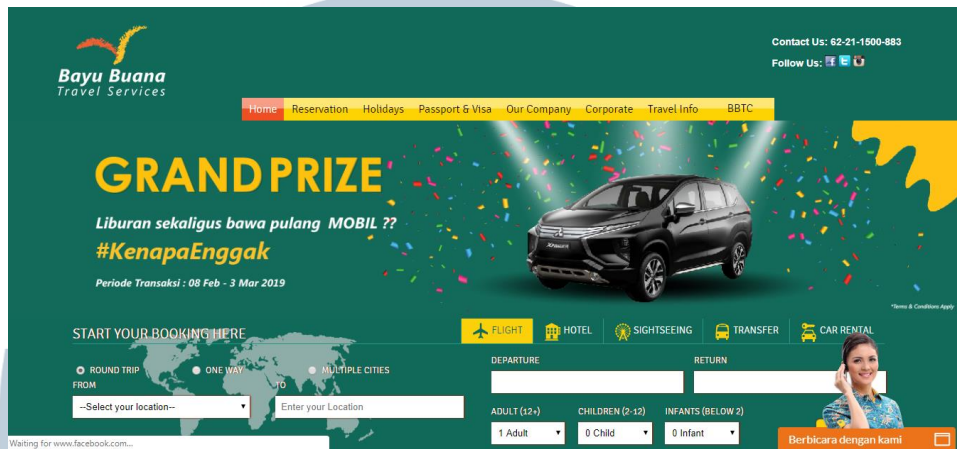 Bayu Buana
Travel Services
Contact Us: 62-21-1500-883
Follow Us:
Home Reservation Holidays Passport & Visa Our Company Corporate Travel Info BBTC
GRAND PRIZE
Liburan sekaligus bawa pulang MOBIL ??
#KenapaEnggak
Periode Transaksi : 08 Feb - 3 Mar 2019
*Terms & Conditions Apply
START YOUR BOOKING HERE
FLIGHT HOTEL SIGHTSEEING TRANSFER CAR RENTAL
ROUND TRIP ONE WAY MULTIPLE CITIES
FROM TO
--Select your location-- Enter your Location
DEPARTURE RETURN
ADULT (12+) CHILDREN (2-12) INFANTS (BELOW 2)
1 Adult 0 Child 0 Infant
Waiting for www.facebook.com...
Berbicara dengan kami